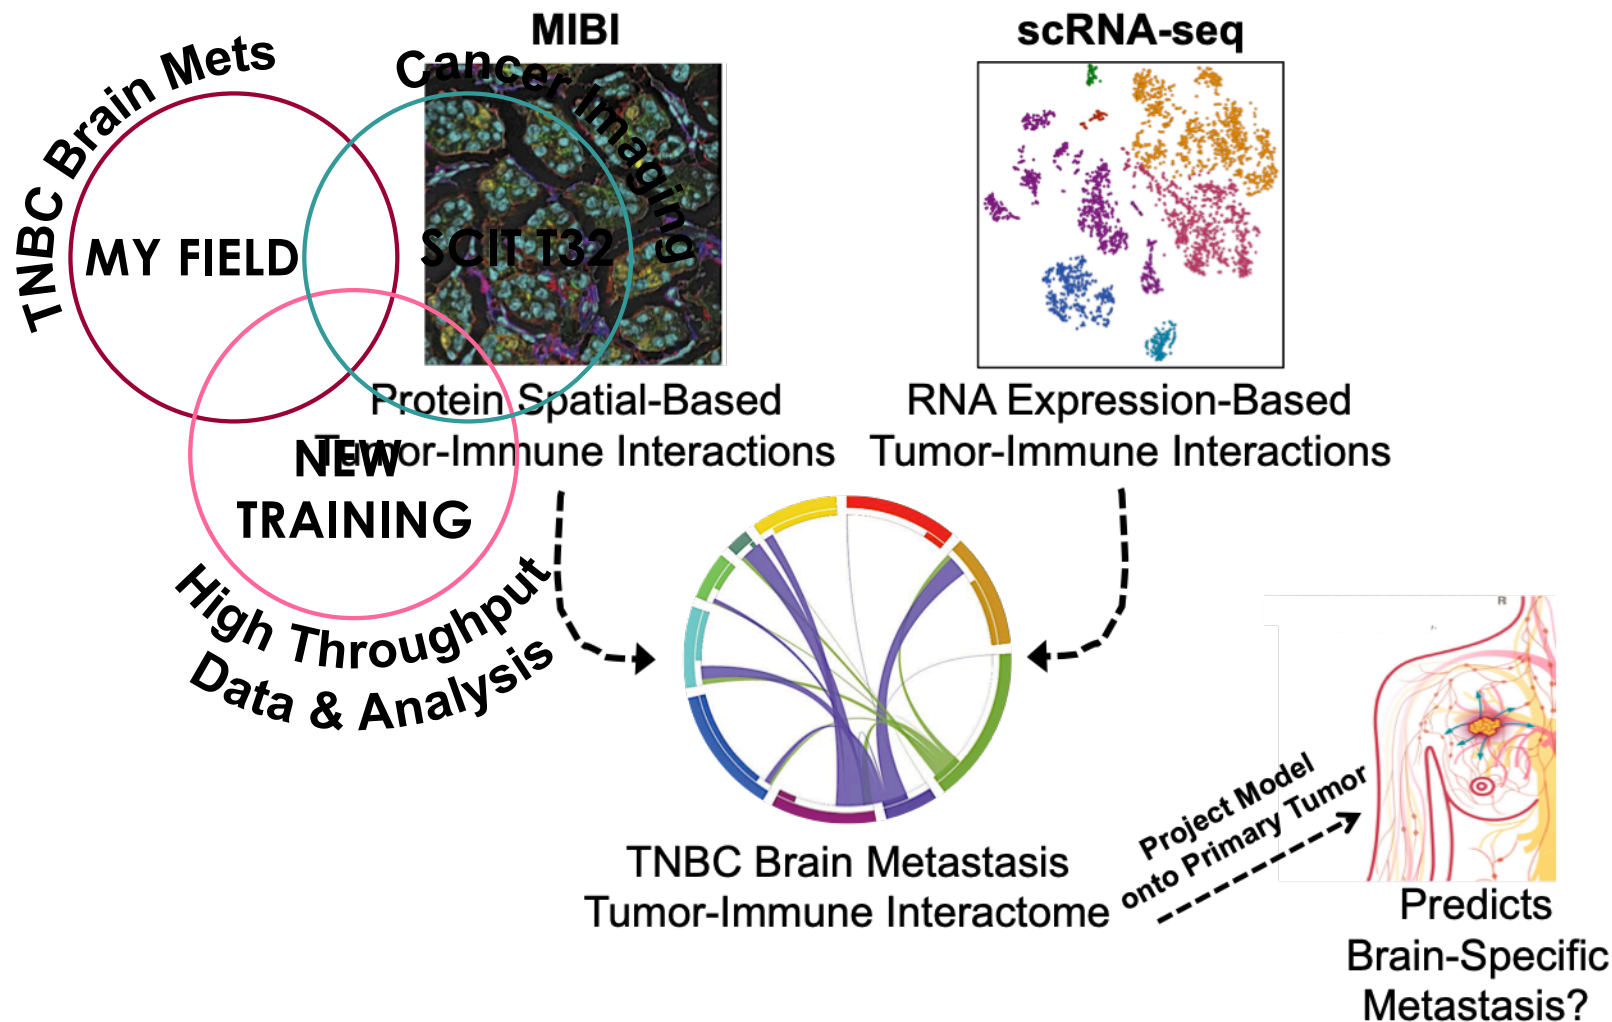 MIBI
scRNA-seq
TNBC Brain Mets
Cancer Imaging
MY FIELD
SCIT T32
Protein Spatial-Based
Tumor-Immune Interactions
RNA Expression-Based
Tumor-Immune Interactions
NEW
TRAINING
High Throughput
Data & Analysis
R
Project Model
onto Primary Tumor
TNBC Brain Metastasis
Tumor-Immune Interactome
Predicts
Brain-Specific
Metastasis?